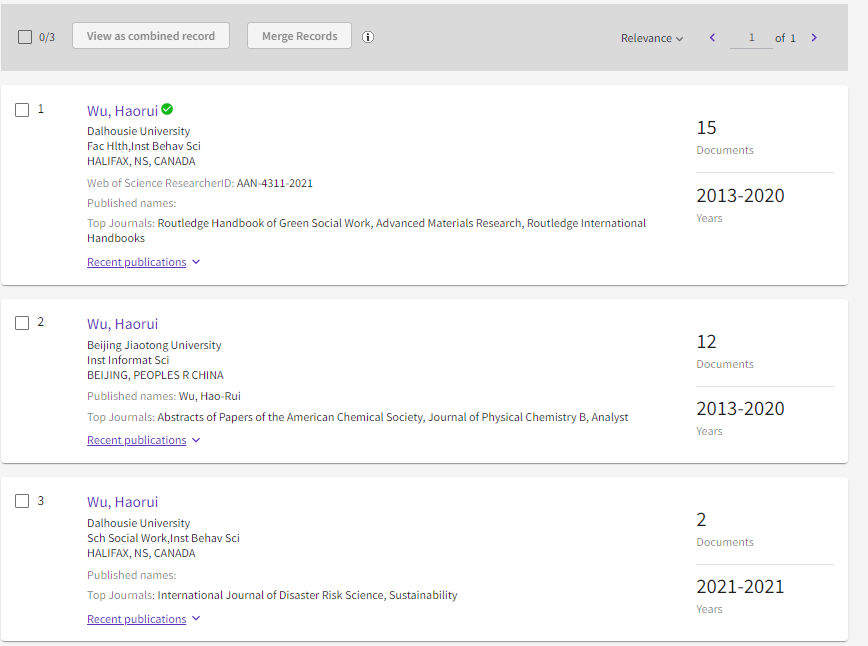 0/3 View as combined record Merge Records i Relevance 1 of 1
1 Wu, Haorui
Dalhousie University
Fac Hlth,Inst Behav Sci
HALIFAX, NS, CANADA
Web of Science ResearcherID: AAN-4311-2021
Published names:
Top Journals: Routledge Handbook of Green Social Work, Advanced Materials Research, Routledge International
Handbooks
Recent publications
15
Documents
2013-2020
Years
2 Wu, Haorui
Beijing Jiaotong University
Inst Informat Sci
BEIJING, PEOPLES R CHINA
Published names: Wu, Hao-Rui
Top Journals: Abstracts of Papers of the American Chemical Society, Journal of Physical Chemistry B, Analyst
Recent publications
12
Documents
2013-2020
Years
3 Wu, Haorui
Dalhousie University
Sch Social Work,Inst Behav Sci
HALIFAX, NS, CANADA
Published names:
Top Journals: International Journal of Disaster Risk Science, Sustainability
Recent publications
2
Documents
2021-2021
Years